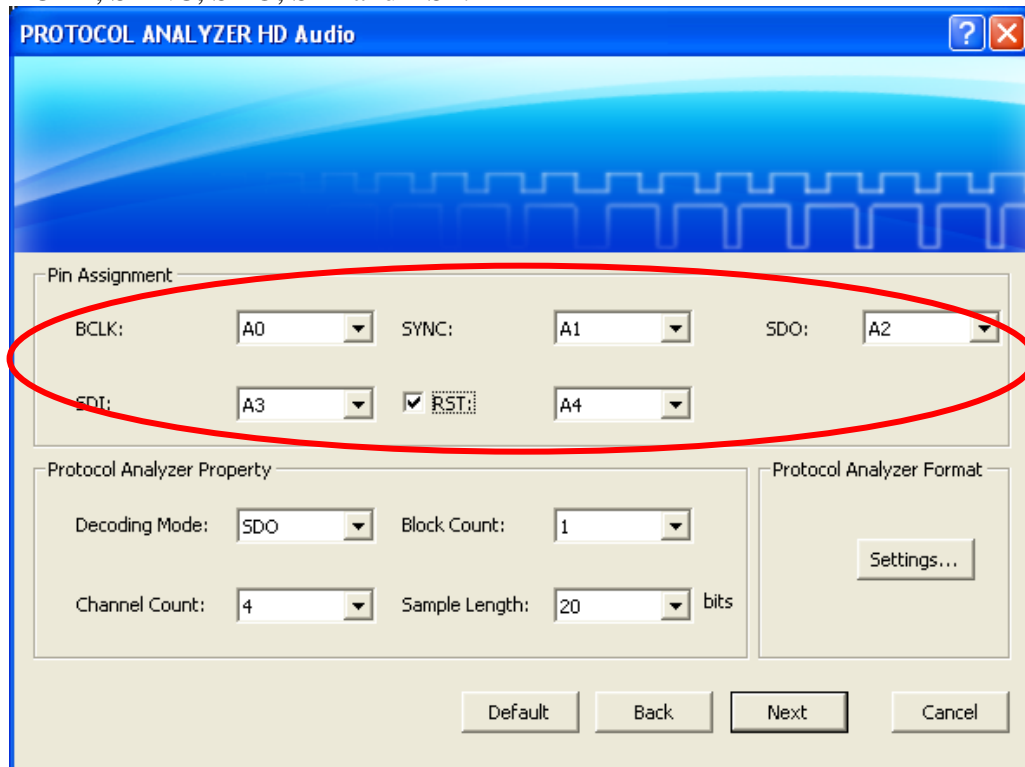 PROTOCOL ANALYZER HD Audio
Pin Assignment
BCLK: A0 SYNC: A1 SDO: A2
SDI: A3 RST: A4
Protocol Analyzer Property
Decoding Mode: SDO Block Count: 1
Channel Count: 4 Sample Length: 20 bits
Protocol Analyzer Format
Settings...
Default Back Next Cancel